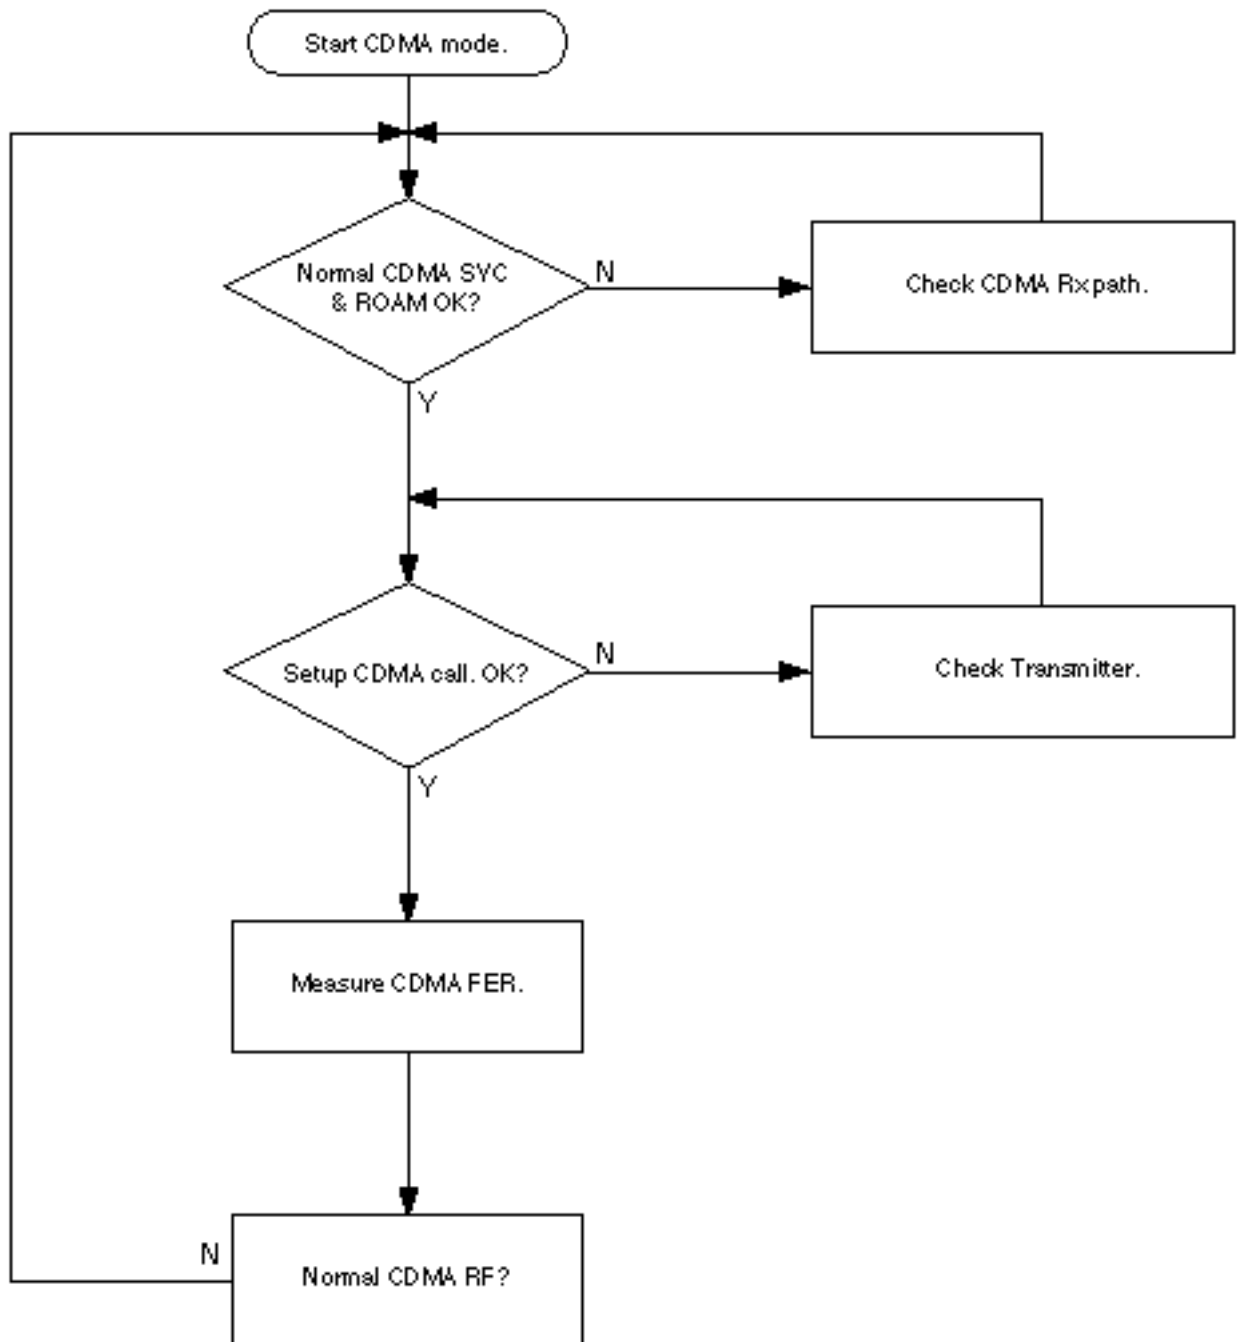 Start CDMA mode.
Normal CDMA SYC
& ROAM OK?
N
Check CDMA Rx path.
Y
Setup CDMA call. OK?
N
Check Transmitter.
Y
Measure CDMA FER.
N
Normal CDMA RF?